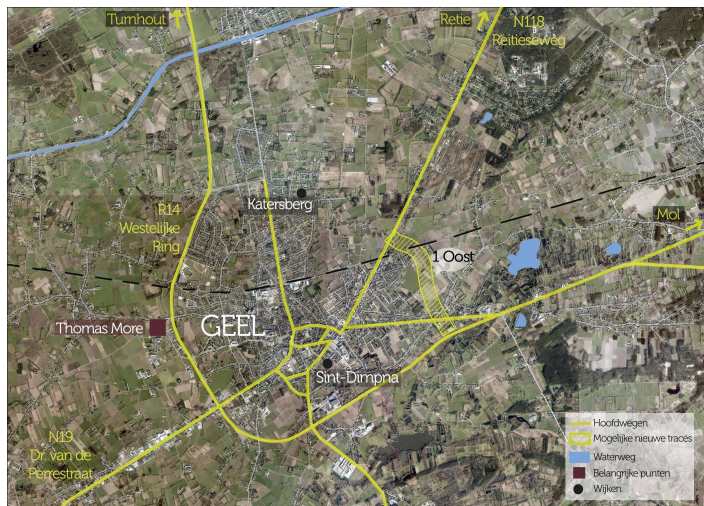 Turnhout
Retie
N118
Reitieseweg
Katersberg
R14
Westelijke
Ring
Mol
1 Oost
Thomas More
GEEL
Sint-Dimpna
N19
Dr. van de
Perrestraat
Hoofdwegen
Mogelijke nieuwe tracés
Waterweg
Belangrijke punten
Wijken